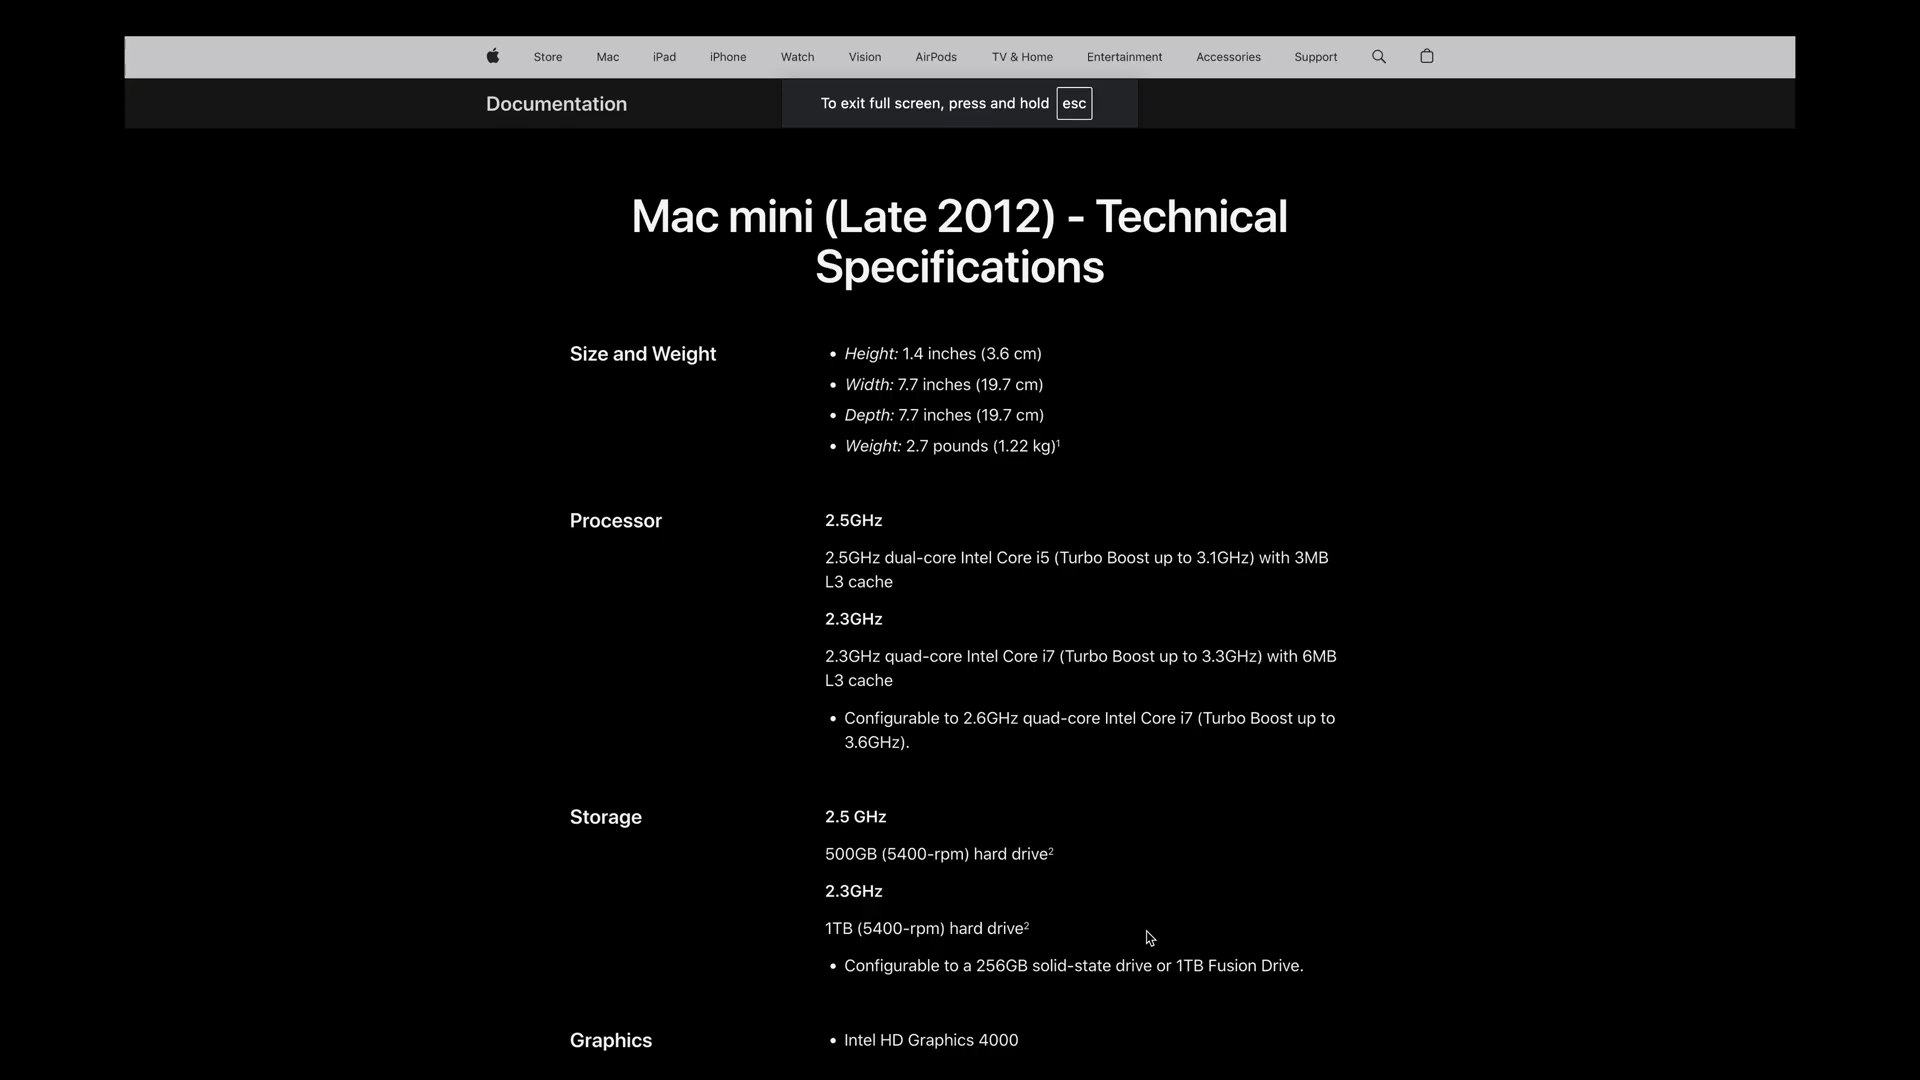 Store Mac iPad iPhone Watch Vision AirPods TV & Home Entertainment Accessories Support
Documentation
To exit full screen, press and hold esc
Mac mini (Late 2012) - Technical
Specifications
Size and Weight
• Height: 1.4 inches (3.6 cm)
• Width: 7.7 inches (19.7 cm)
• Depth: 7.7 inches (19.7 cm)
• Weight: 2.7 pounds (1.22 kg)¹
Processor
2.5GHz
2.5GHz dual-core Intel Core i5 (Turbo Boost up to 3.1GHz) with 3MB
L3 cache
2.3GHz
2.3GHz quad-core Intel Core i7 (Turbo Boost up to 3.3GHz) with 6MB
L3 cache
• Configurable to 2.6GHz quad-core Intel Core i7 (Turbo Boost up to
3.6GHz).
Storage
2.5 GHz
500GB (5400-rpm) hard drive²
2.3GHz
1TB (5400-rpm) hard drive²
• Configurable to a 256GB solid-state drive or 1TB Fusion Drive.
Graphics
• Intel HD Graphics 4000